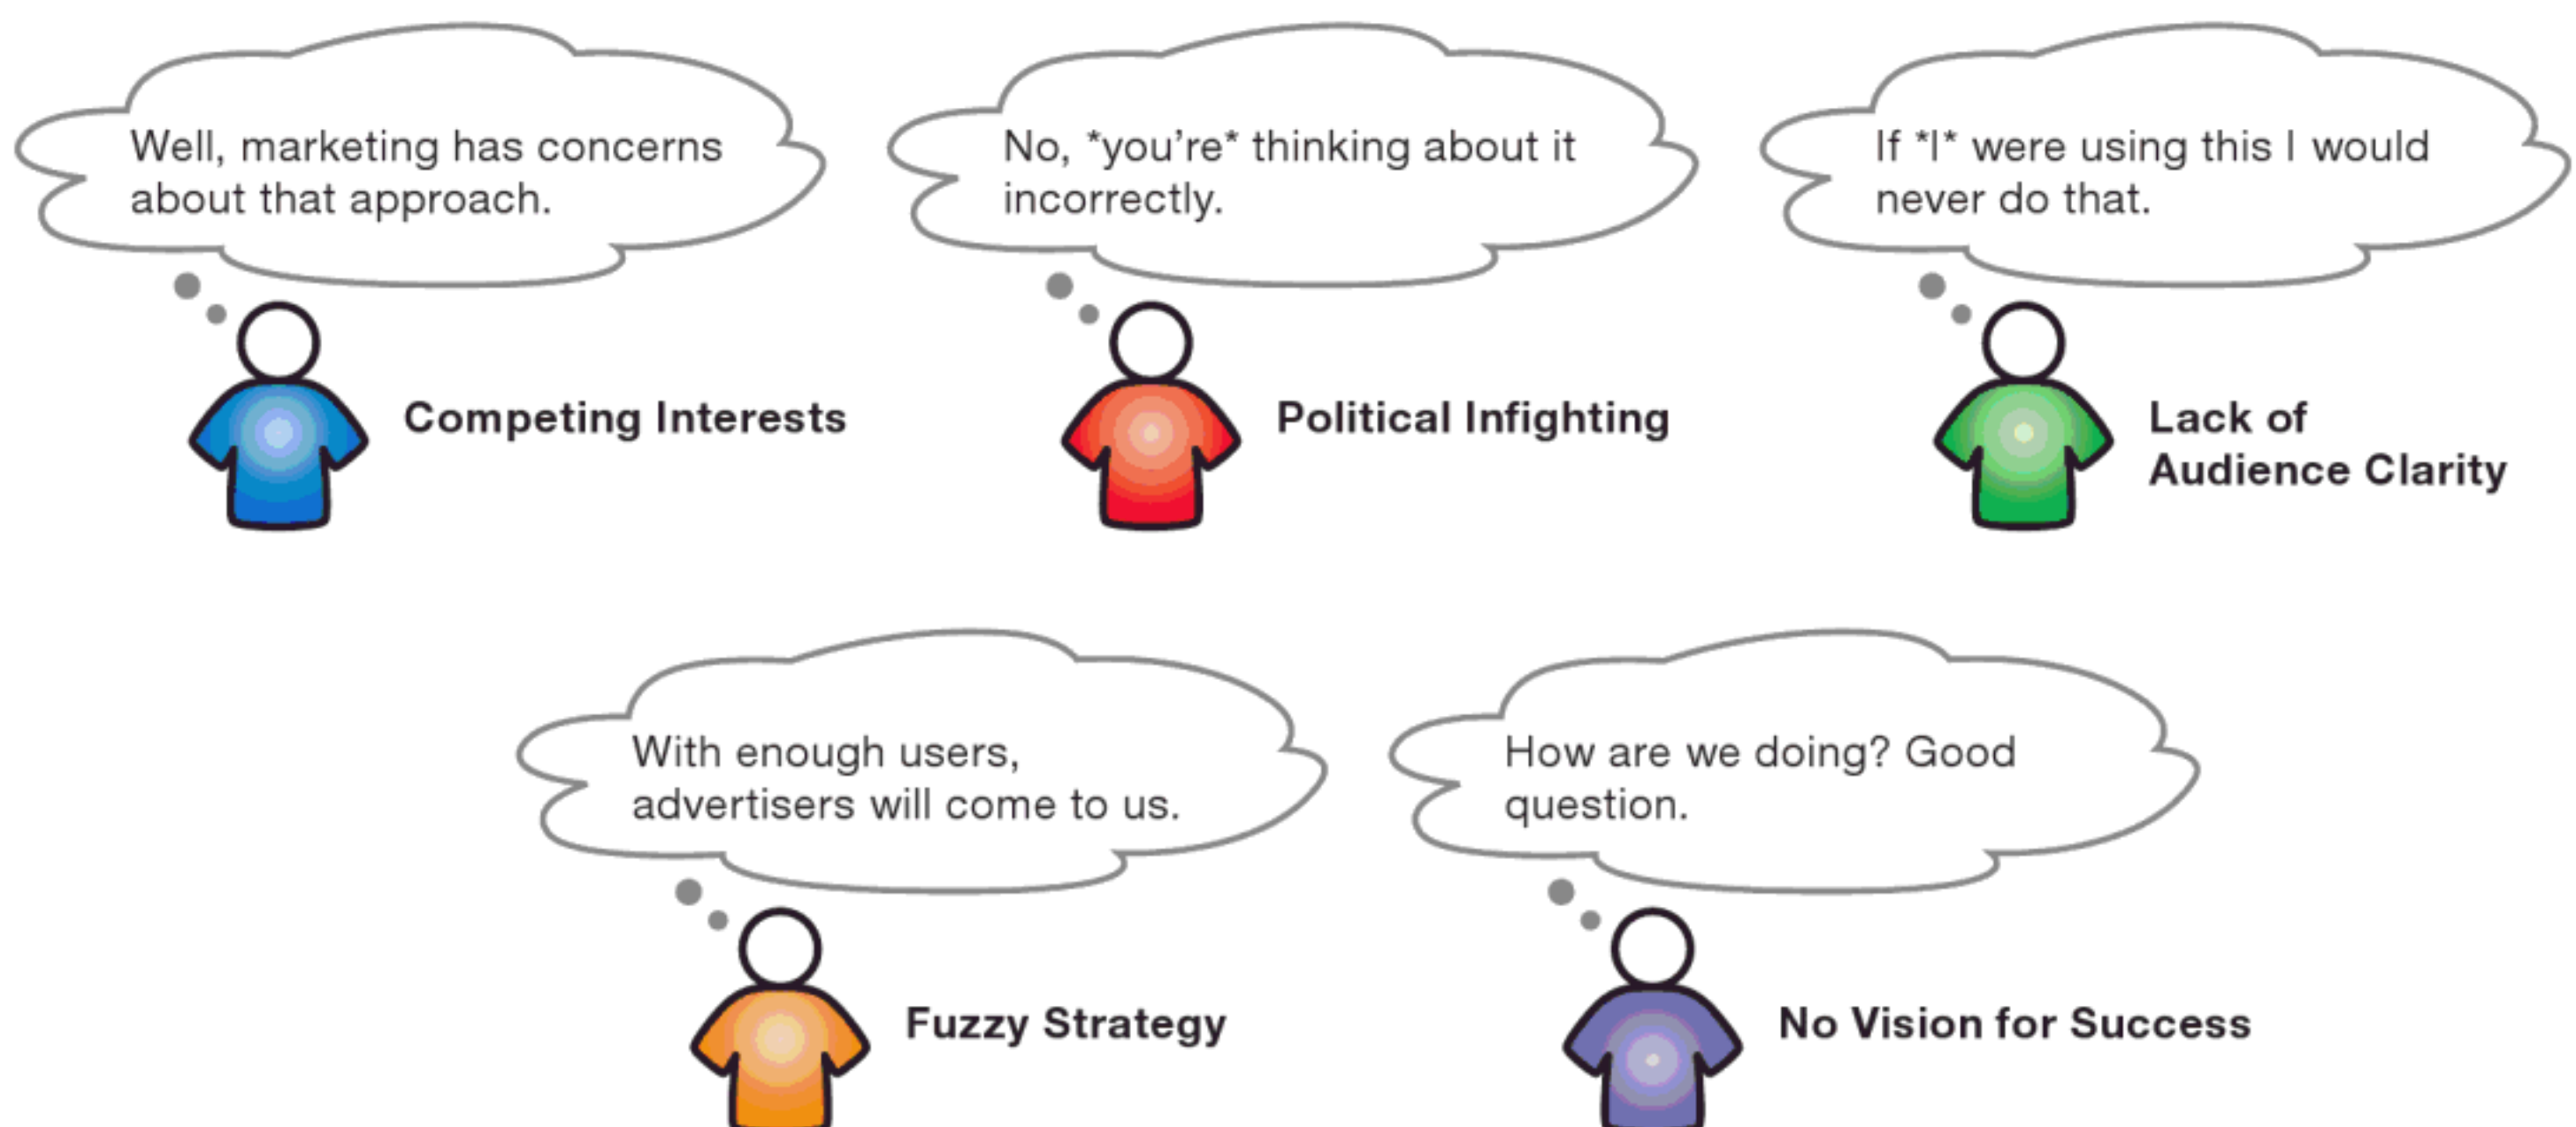 Well, marketing has concerns
about that approach.
Competing Interests
No, *you're* thinking about it
incorrectly.
Political Infighting
If *I* were using this I would
never do that.
Lack of
Audience Clarity
With enough users,
advertisers will come to us.
Fuzzy Strategy
How are we doing? Good
question.
No Vision for Success